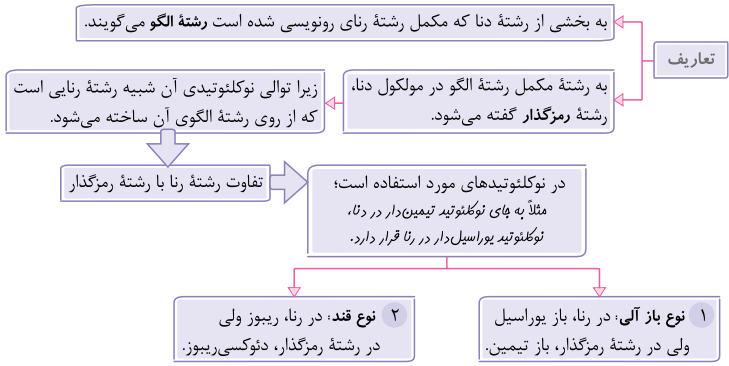 تعاریف
به بخشی از رشتهٔ دنا که مکمل رشتهٔ رنای رونویسی شده است رشتهٔ الگو می‌گویند.
به رشتهٔ مکمل رشتهٔ الگو در مولکول دنا،
رشتهٔ رمزگذار گفته می‌شود.
زیرا توالی نوکلئوتیدی آن شبیه رشتهٔ رنایی است
که از روی رشتهٔ الگوی آن ساخته می‌شود.
تفاوت رشتهٔ رنا با رشتهٔ رمزگذار
در نوکلئوتیدهای مورد استفاده است؛
مثلاً به جای نوکلئوتید تیمین‌دار در دنا،
نوکلئوتید یوراسیل‌دار در رنا قرار دارد.
۱ نوع باز آلی: در رنا، باز یوراسیل
ولی در رشتهٔ رمزگذار، باز تیمین.
۲ نوع قند: در رنا، ریبوز ولی
در رشتهٔ رمزگذار، دئوکسی‌ریبوز.